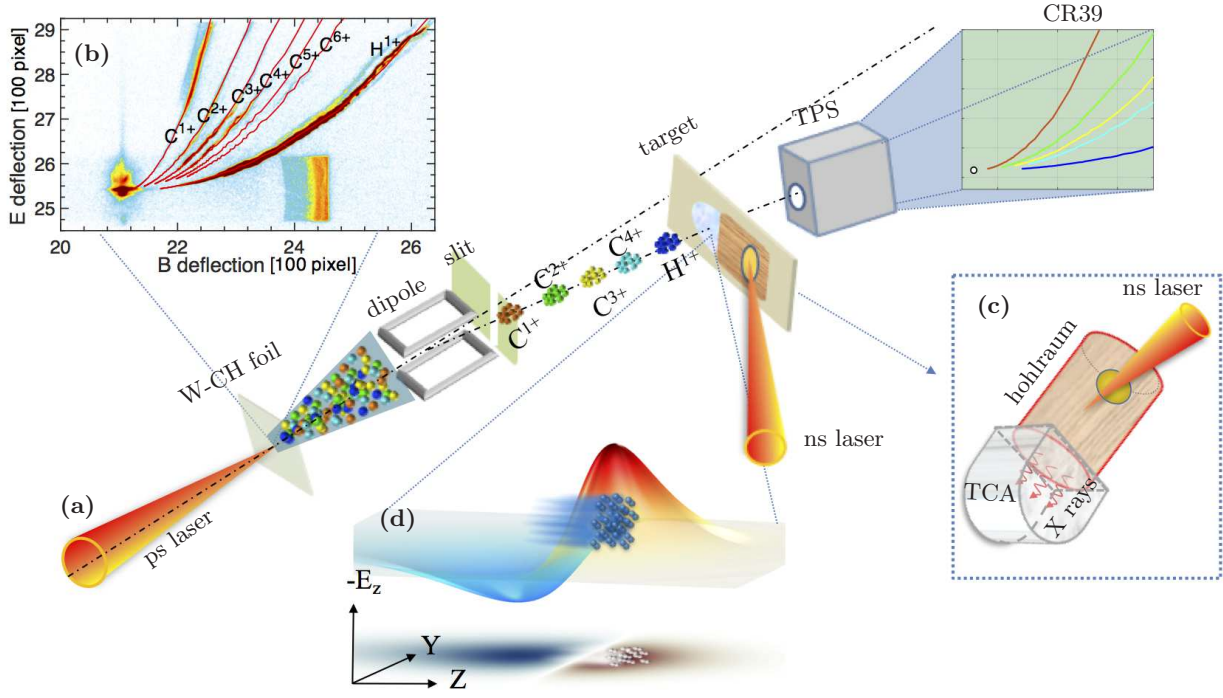 (b)
E deflection [100 pixel]
29
28
27
26
25
20
22
24
26
B deflection [100 pixel]
C1+
C2+
C3+
C4+
C5+
C6+
H1+
CR39
o
TPS
target
slit
dipole
W-CH foil
C1+
C2+
C3+
C4+
H1+
(a)
ps laser
ns laser
(c)
ns laser
hohlraum
TCA
X rays
(d)
-Ez
Y
Z